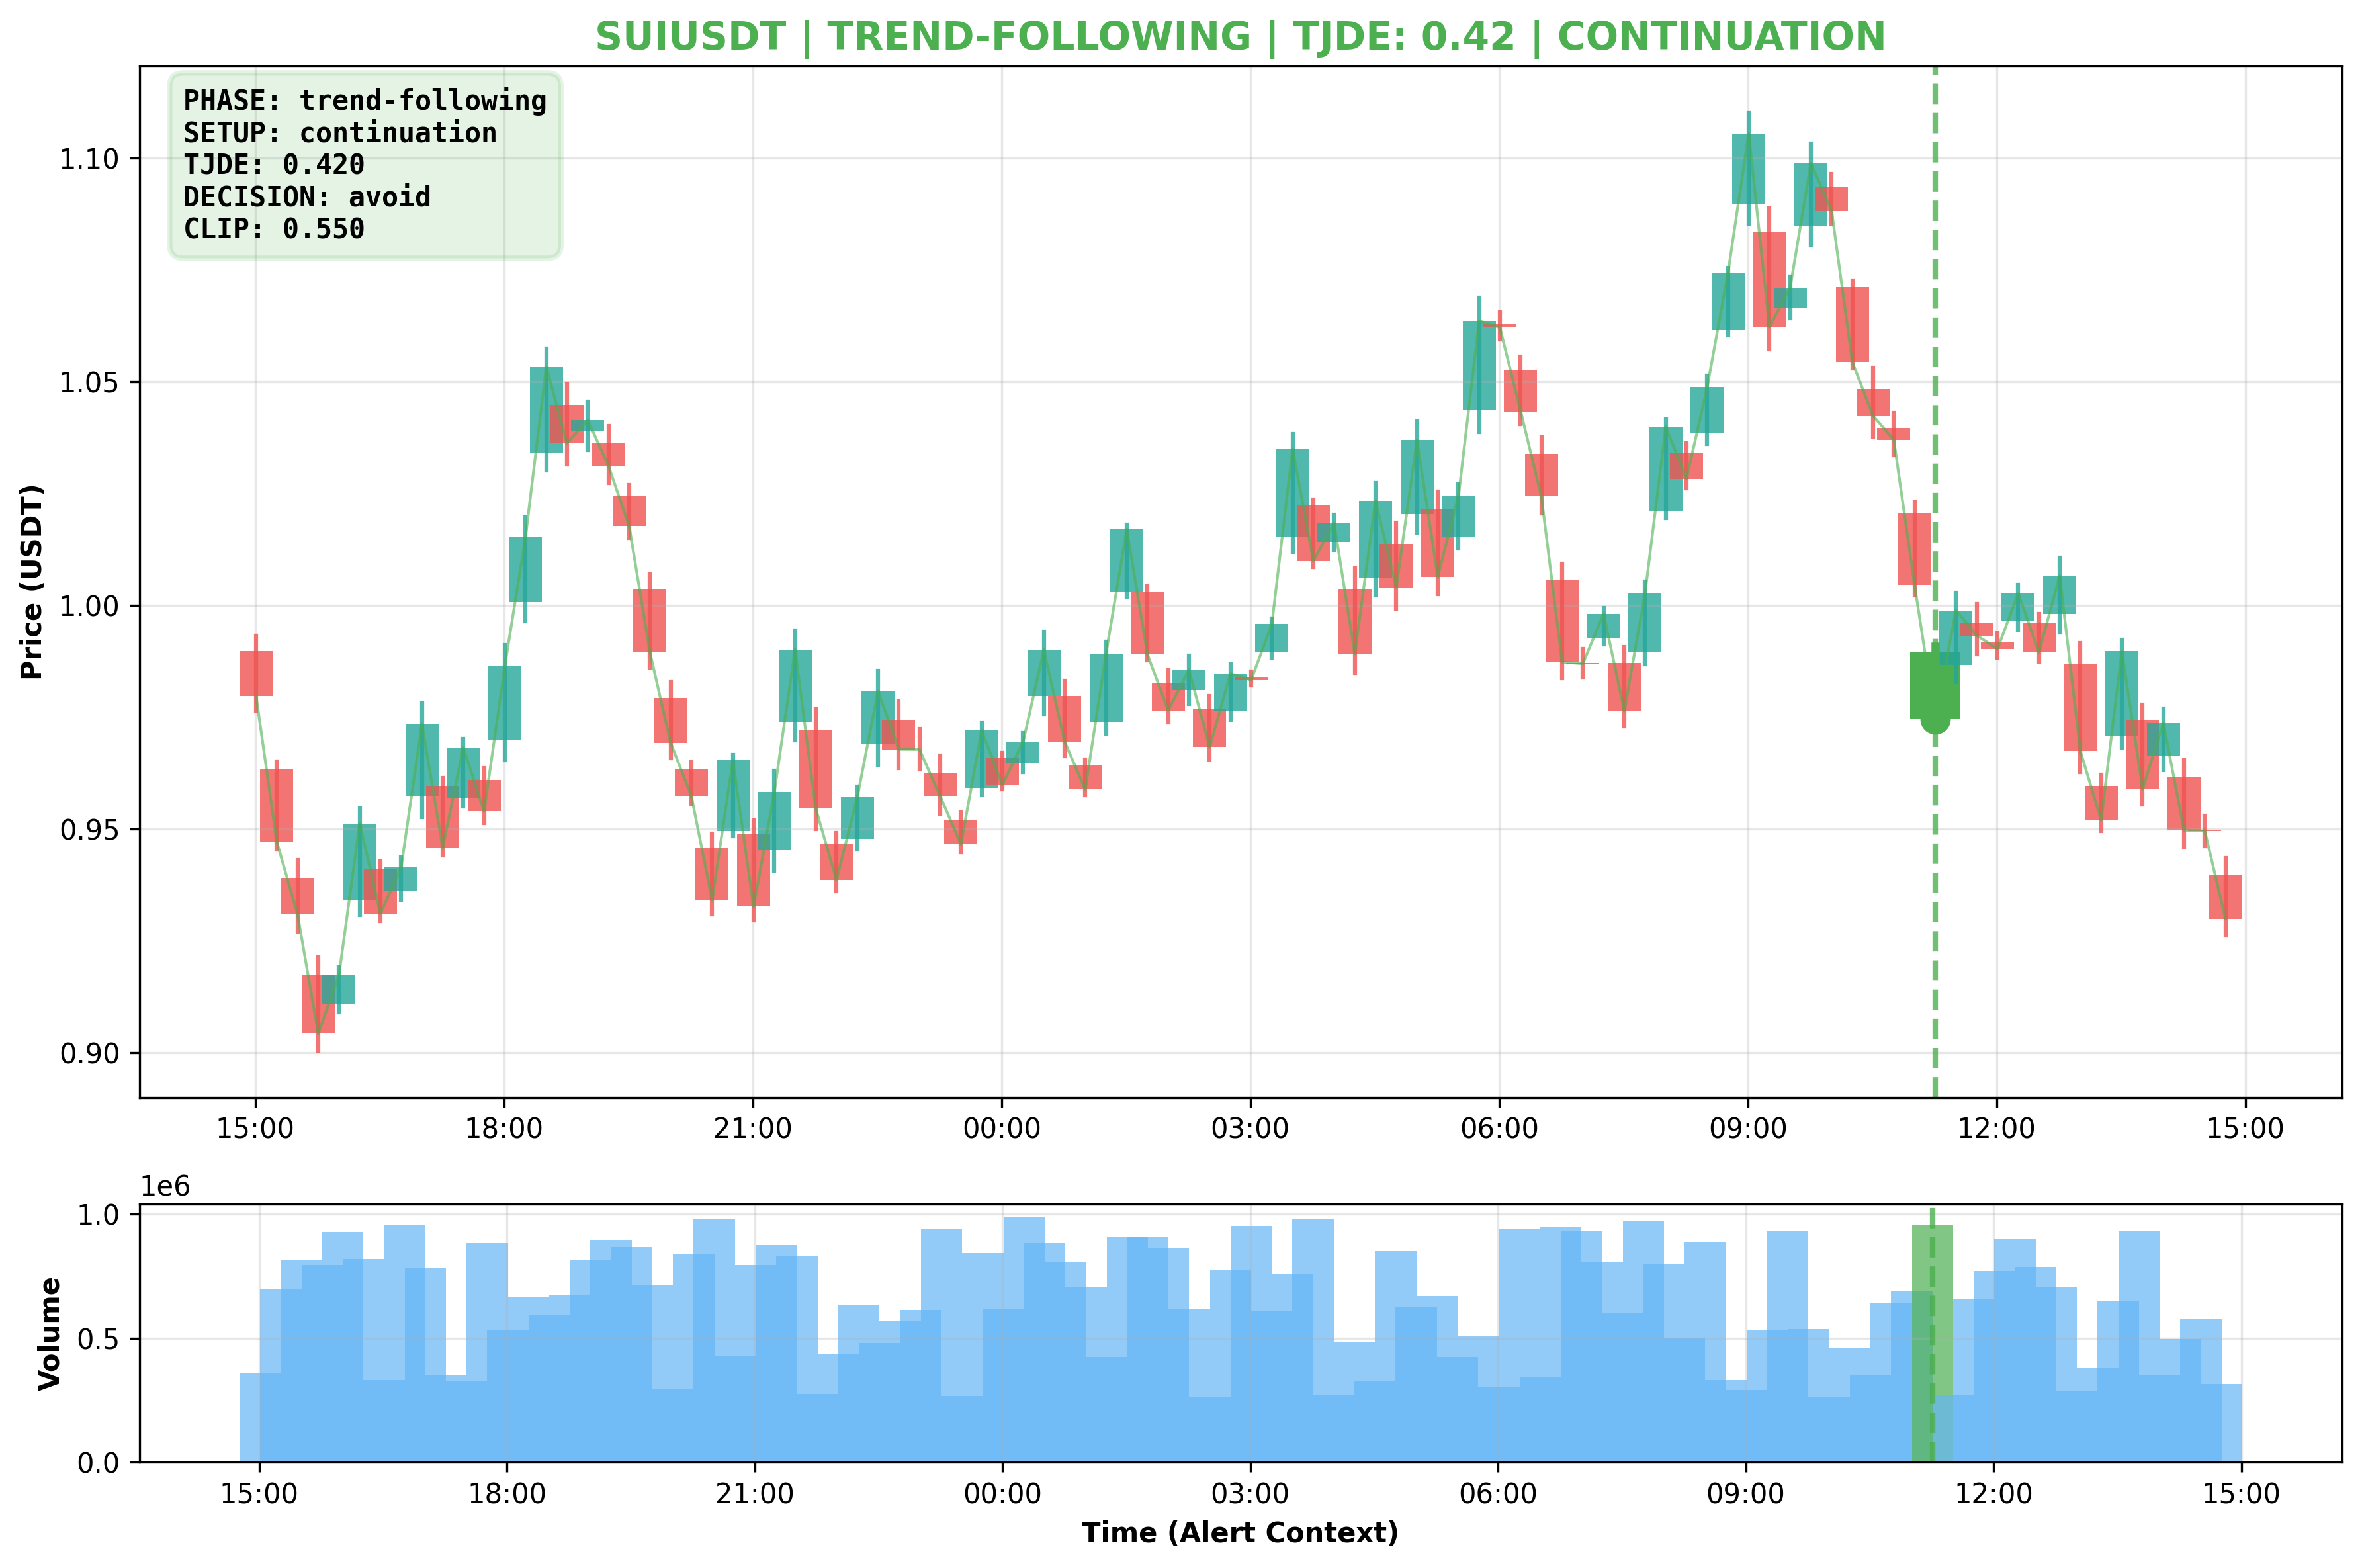 SUIUSDT | TREND-FOLLOWING | TJDE: 0.42 | CONTINUATION
PHASE: trend-following
SETUP: continuation
TJDE: 0.420
DECISION: avoid
CLIP: 0.550
Price (USDT)
1.10
1.05
1.00
0.95
0.90
15:00 18:00 21:00 00:00 03:00 06:00 09:00 12:00 15:00
1e6
Volume
1.0
0.5
0.0
15:00 18:00 21:00 00:00 03:00 06:00 09:00 12:00 15:00
Time (Alert Context)